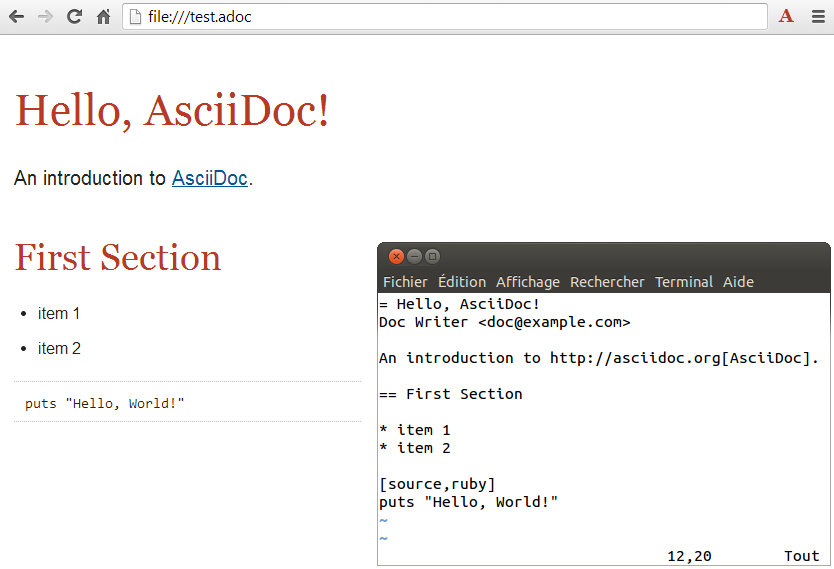 file:///test.adoc
A
Hello, AsciiDoc!
An introduction to AsciiDoc.
First Section
• item 1
• item 2
puts "Hello, World!"
Fichier Édition Affichage Rechercher Terminal Aide
= Hello, AsciiDoc!
Doc Writer <doc@example.com>
An introduction to http://asciidoc.org[AsciiDoc].
== First Section
* item 1
* item 2
[source,ruby]
puts "Hello, World!"
~
~
12,20 Tout